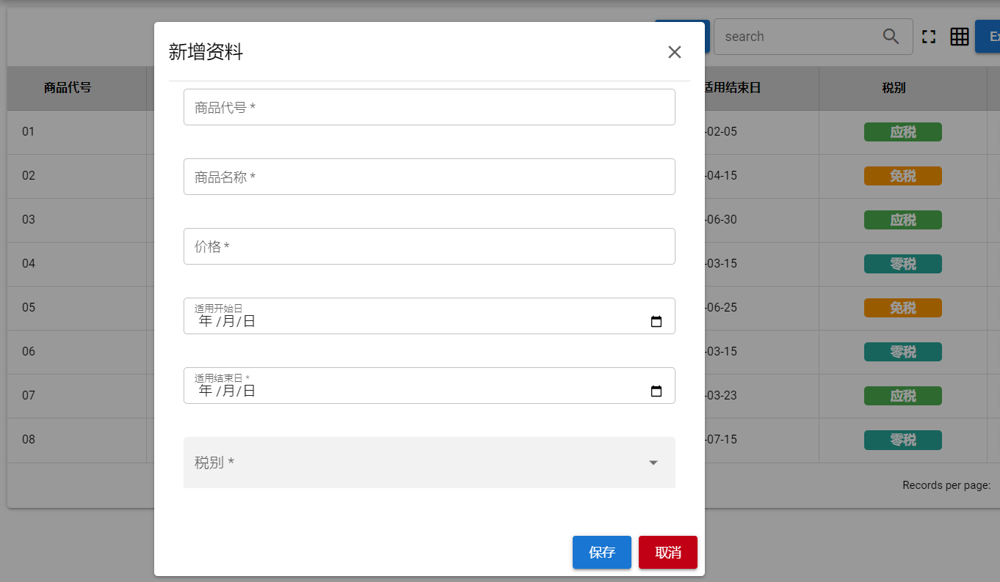 search
Ex
新增资料
商品代号
适用结束日
税别
商品代号 *
商品名称 *
价格 *
适用开始日
年 /月/日
适用结束日 *
年 /月/日
税别 *
保存
取消
01
-02-05
应税
02
-04-15
免税
03
-06-30
应税
04
-03-15
零税
05
-06-25
免税
06
-03-15
零税
07
-03-23
应税
08
-07-15
零税
Records per page: